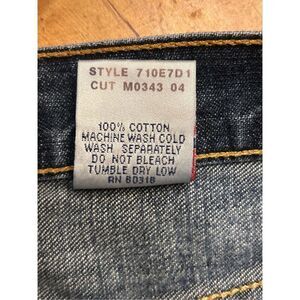 STYLE 710E7D1
CUT M0343 04
100% COTTON
MACHINE WASH COLD
WASH SEPARATELY
DO NOT BLEACH
TUMBLE DRY LOW
RN 80318